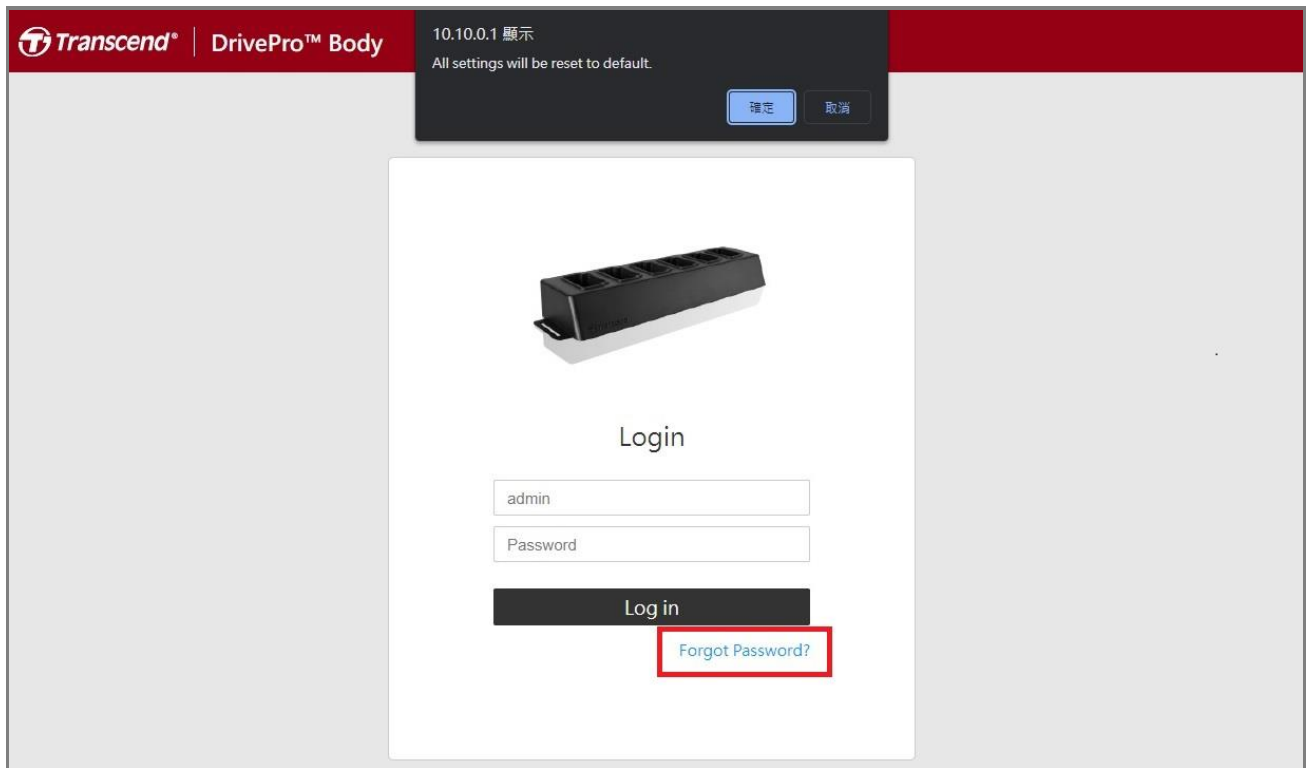 Transcend® | DrivePro™ Body
10.10.0.1 顯示
All settings will be reset to default.
確定 取消
Login
admin
Password
Log in
Forgot Password?